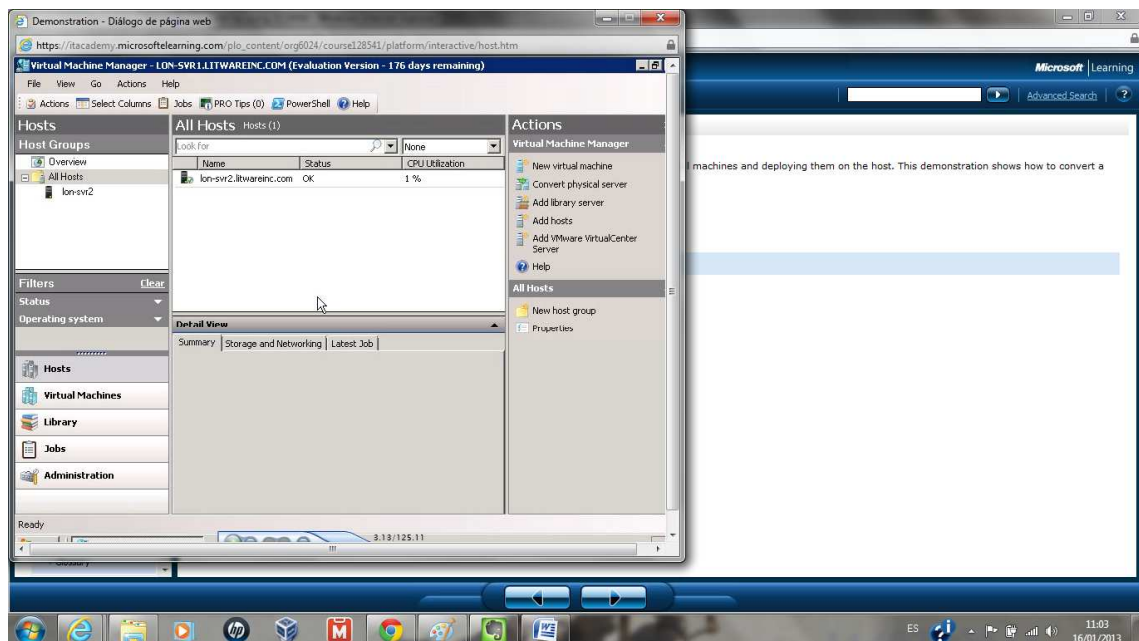 Demonstration - Diálogo de página web
https://itacademy.microsoftelearning.com/plo_content/org6024/course128541/platform/interactive/host.htm
Virtual Machine Manager - LON-SVR1.LITWAREINC.COM (Evaluation Version - 176 days remaining)
File View Go Actions Help
Actions Select Columns Jobs PRO Tips (0) PowerShell Help
Hosts
Host Groups
Overview
All Hosts
lon-svr2
Filters Clear
Status
Operating system
Hosts
Virtual Machines
Library
Jobs
Administration
All Hosts Hosts (1)
Look for None
Name Status CPU Utilization
lon-svr2.litwareinc.com OK 1 %
Detail View
Summary Storage and Networking Latest Job
Actions
Virtual Machine Manager
New virtual machine
Convert physical server
Add library server
Add hosts
Add VMware VirtualCenter
Server
Help
All Hosts
New host group
Properties
Ready
3.13/125.11
Microsoft Learning
Advanced Search
machines and deploying them on the host. This demonstration shows how to convert a
Glossary
ES
11:03
16/01/2013